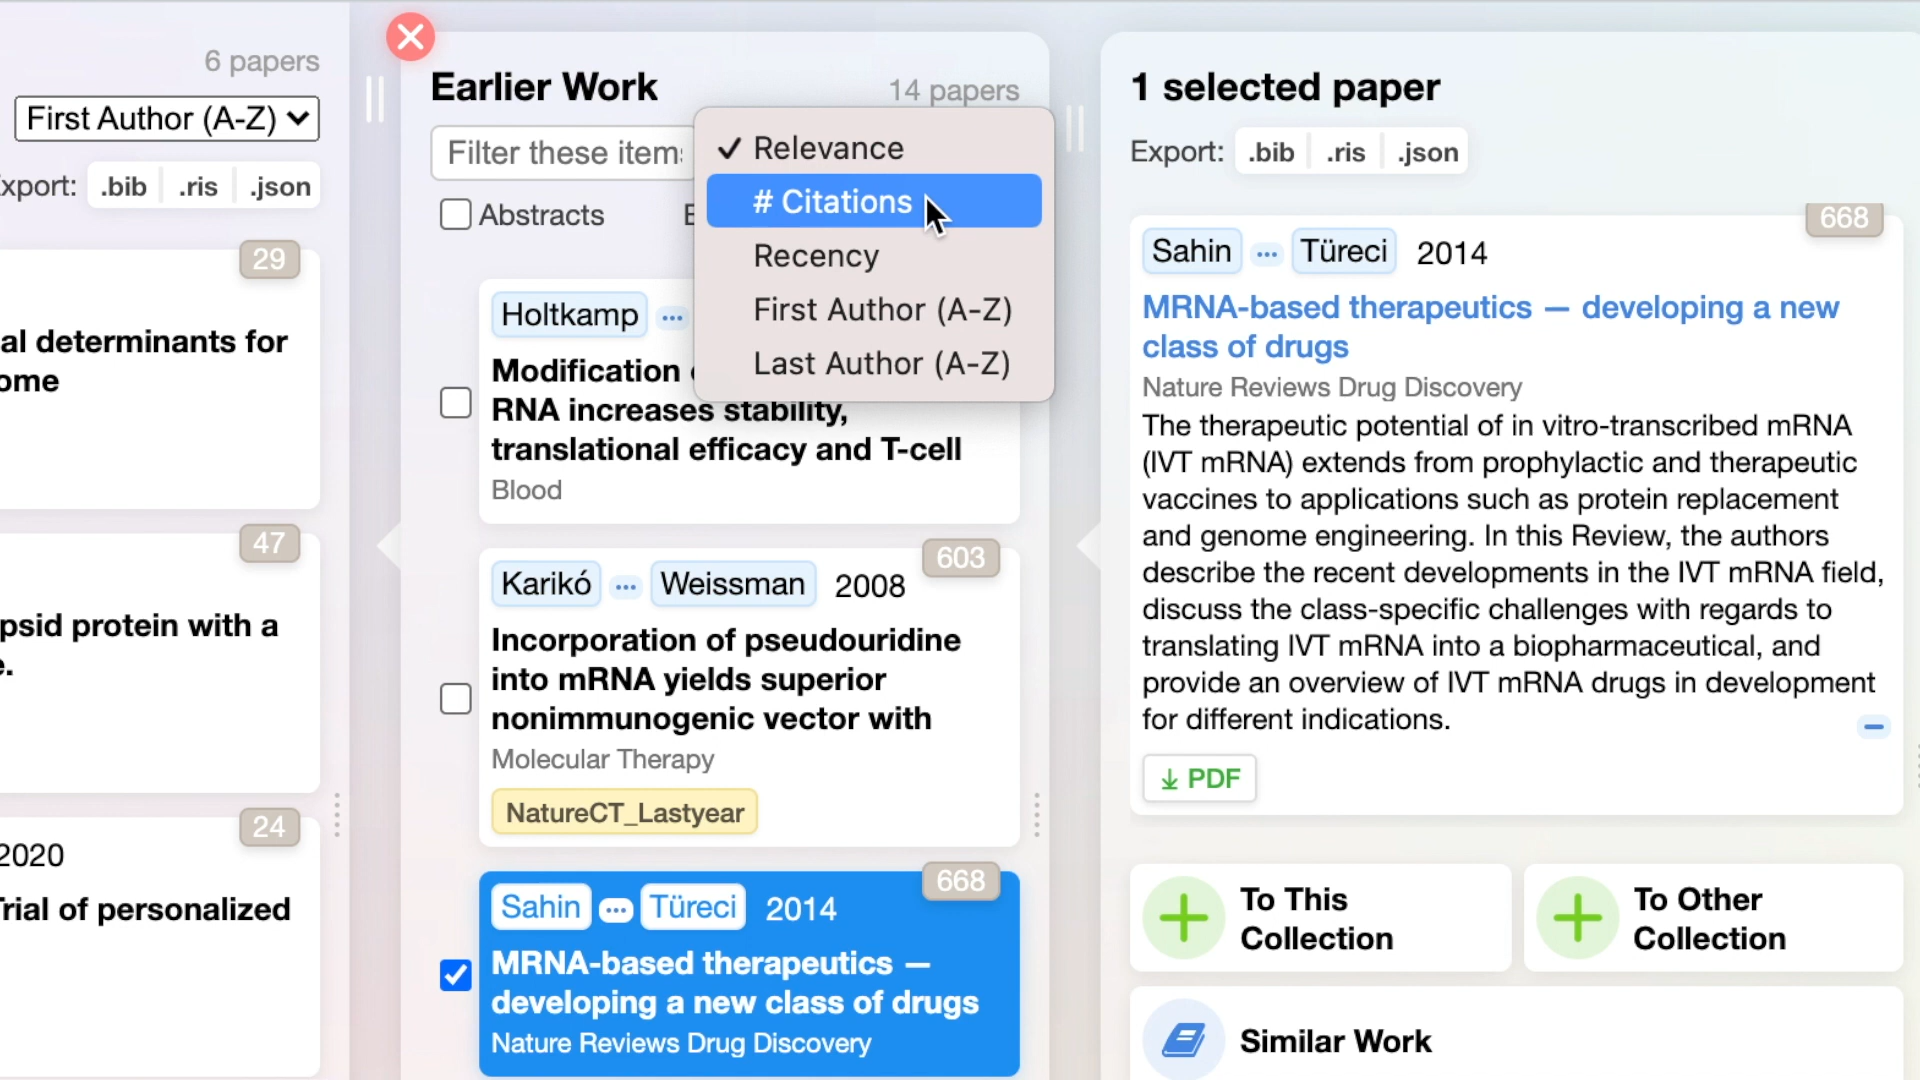 6 papers
First Author (A-Z)
xport: .bib .ris .json
29
al determinants for
ome
47
psid protein with a
e.
24
2020
rial of personalized
Earlier Work
14 papers
Filter these items
Abstracts
✓ Relevance
# Citations
Recency
First Author (A-Z)
Last Author (A-Z)
Holtkamp ...
Modification
RNA increases stability,
translational efficacy and T-cell
Blood
603
Karikó ... Weissman 2008
Incorporation of pseudouridine
into mRNA yields superior
nonimmunogenic vector with
Molecular Therapy
NatureCT_Lastyear
668
Sahin ... Türeci 2014
MRNA-based therapeutics —
developing a new class of drugs
Nature Reviews Drug Discovery
1 selected paper
Export: .bib .ris .json
668
Sahin ... Türeci 2014
MRNA-based therapeutics — developing a new
class of drugs
Nature Reviews Drug Discovery
The therapeutic potential of in vitro-transcribed mRNA
(IVT mRNA) extends from prophylactic and therapeutic
vaccines to applications such as protein replacement
and genome engineering. In this Review, the authors
describe the recent developments in the IVT mRNA field,
discuss the class-specific challenges with regards to
translating IVT mRNA into a biopharmaceutical, and
provide an overview of IVT mRNA drugs in development
for different indications.
PDF
To This
Collection
To Other
Collection
Similar Work